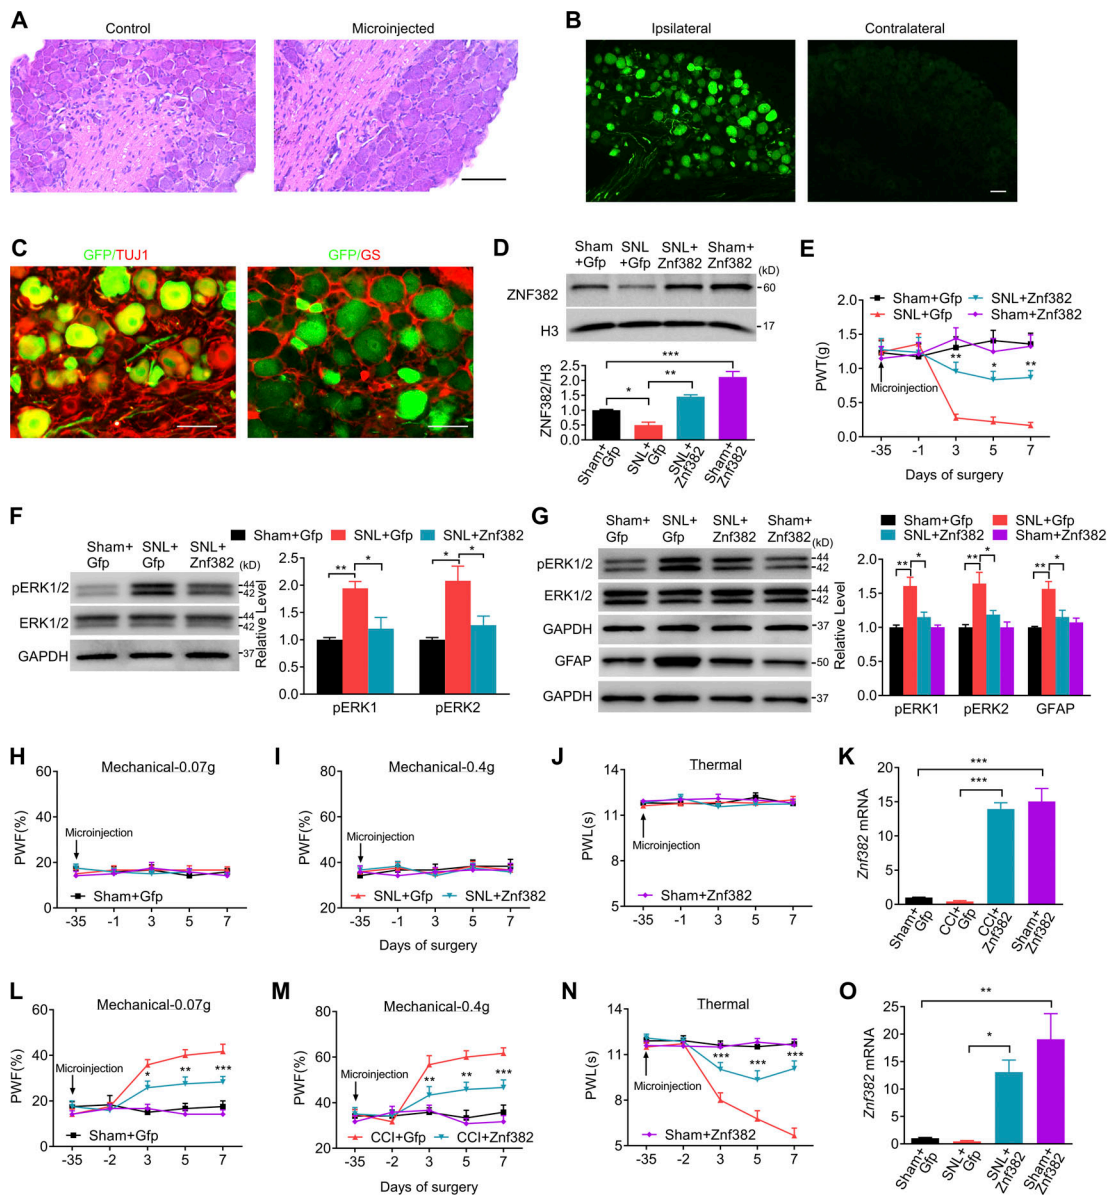 A
Control
Microinjected
B
Ipsilateral
Contralateral
C
GFP/TUJ1
GFP/GS
D
Sham +Gfp
SNL +Gfp
SNL+ Znf382
Sham+ Znf382
(kD)
ZNF382
60
H3
17
ZNF382/H3
2.5
2.0
1.5
1.0
0.5
0.0
*
**
***
Sham+ Gfp
SNL+ Gfp
SNL+ Znf382
Sham+ Znf382
E
Sham+Gfp
SNL+Znf382
SNL+Gfp
Sham+Znf382
PWT(g)
2.0
1.5
1.0
0.5
0.0
Microinjection
**
*
**
-35
-1
3
5
7
Days of surgery
F
Sham+ Gfp
SNL+ Gfp
SNL+ Znf382
(kD)
pERK1/2
44
42
ERK1/2
44
42
GAPDH
37
Sham+Gfp
SNL+Gfp
SNL+Znf382
Relative Level
2.5
2.0
1.5
1.0
2.5
0.0
**
*
*
*
pERK1
pERK2
G
Sham+ Gfp
SNL+ Gfp
SNL+ Znf382
Sham+ Znf382
(kD)
pERK1/2
44
42
ERK1/2
44
42
GAPDH
37
GFAP
50
GAPDH
37
Sham+Gfp
SNL+Gfp
SNL+Znf382
Sham+Znf382
Relative Level
2.0
1.5
1.0
2.5
0.0
**
*
**
*
**
*
pERK1
pERK2
GFAP
H
Mechanical-0.07g
PWF(%)
60
40
20
0
Microinjection
Sham+Gfp
-35
-1
3
5
7
I
Mechanical-0.4g
PWF(%)
80
60
40
20
Microinjection
SNL+Gfp
SNL+Znf382
-35
-1
3
5
7
Days of surgery
J
Thermal
PWL(s)
14
11
8
5
Microinjection
Sham+Znf382
-35
-1
3
5
7
K
Znf382 mRNA
20
15
10
5
0
***
***
Sham+ Gfp
CCI+ Gfp
CCI+ Znf382
Sham+ Znf382
L
Mechanical-0.07g
PWF(%)
60
40
20
0
Microinjection
*
**
***
Sham+Gfp
-35
-2
3
5
7
M
Mechanical-0.4g
PWF(%)
80
60
40
20
Microinjection
**
**
***
CCI+Gfp
CCI+Znf382
-35
-2
3
5
7
Days of surgery
N
Thermal
PWL(s)
14
11
8
5
Microinjection
***
***
***
Sham+Znf382
-35
-2
3
5
7
O
Znf382 mRNA
25
20
15
10
5
0
*
**
Sham+ Gfp
SNL+ Gfp
SNL+ Znf382
Sham+ Znf382